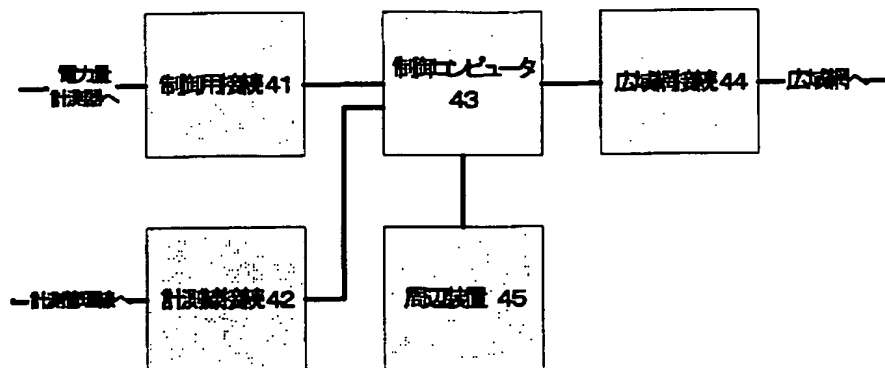 電力量
計測器へ
制御用接続 41
制御コンピュータ
43
広域網接続 44
広域網へ
計測管理線へ
計測線接続 42
周辺装置 45